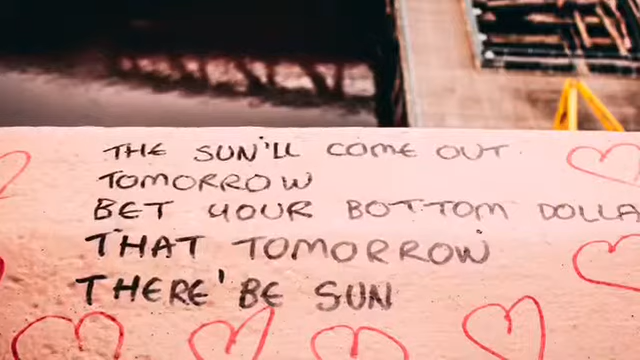 THE SUN'LL COME OUT
TOMORROW
BET YOUR BOTTOM DOLLA
THAT TOMORROW
THERE'BE SUN